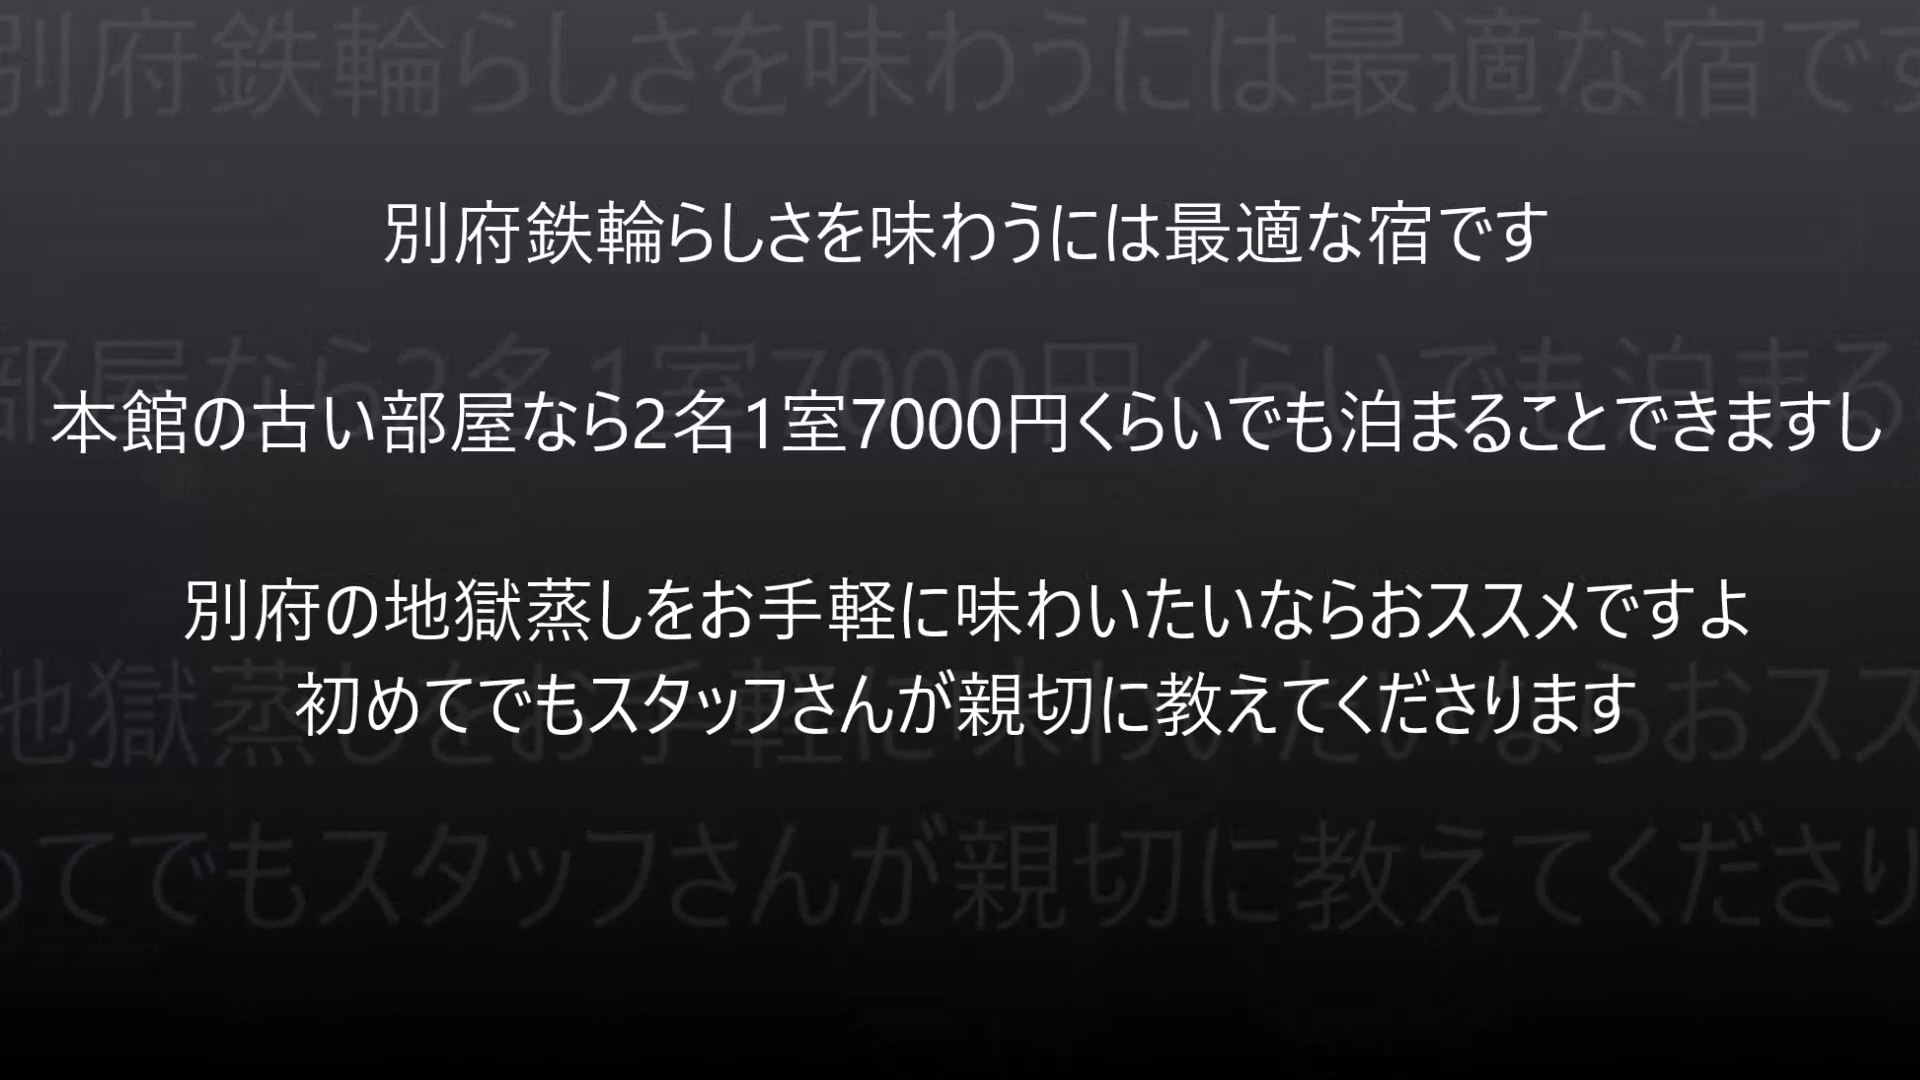 別府鉄輪らしさを味わうには最適な宿です
本館の古い部屋なら2名1室7000円くらいでも泊まることできますし
別府の地獄蒸しをお手軽に味わいたいならおススメですよ
初めてでもスタッフさんが親切に教えてくださります